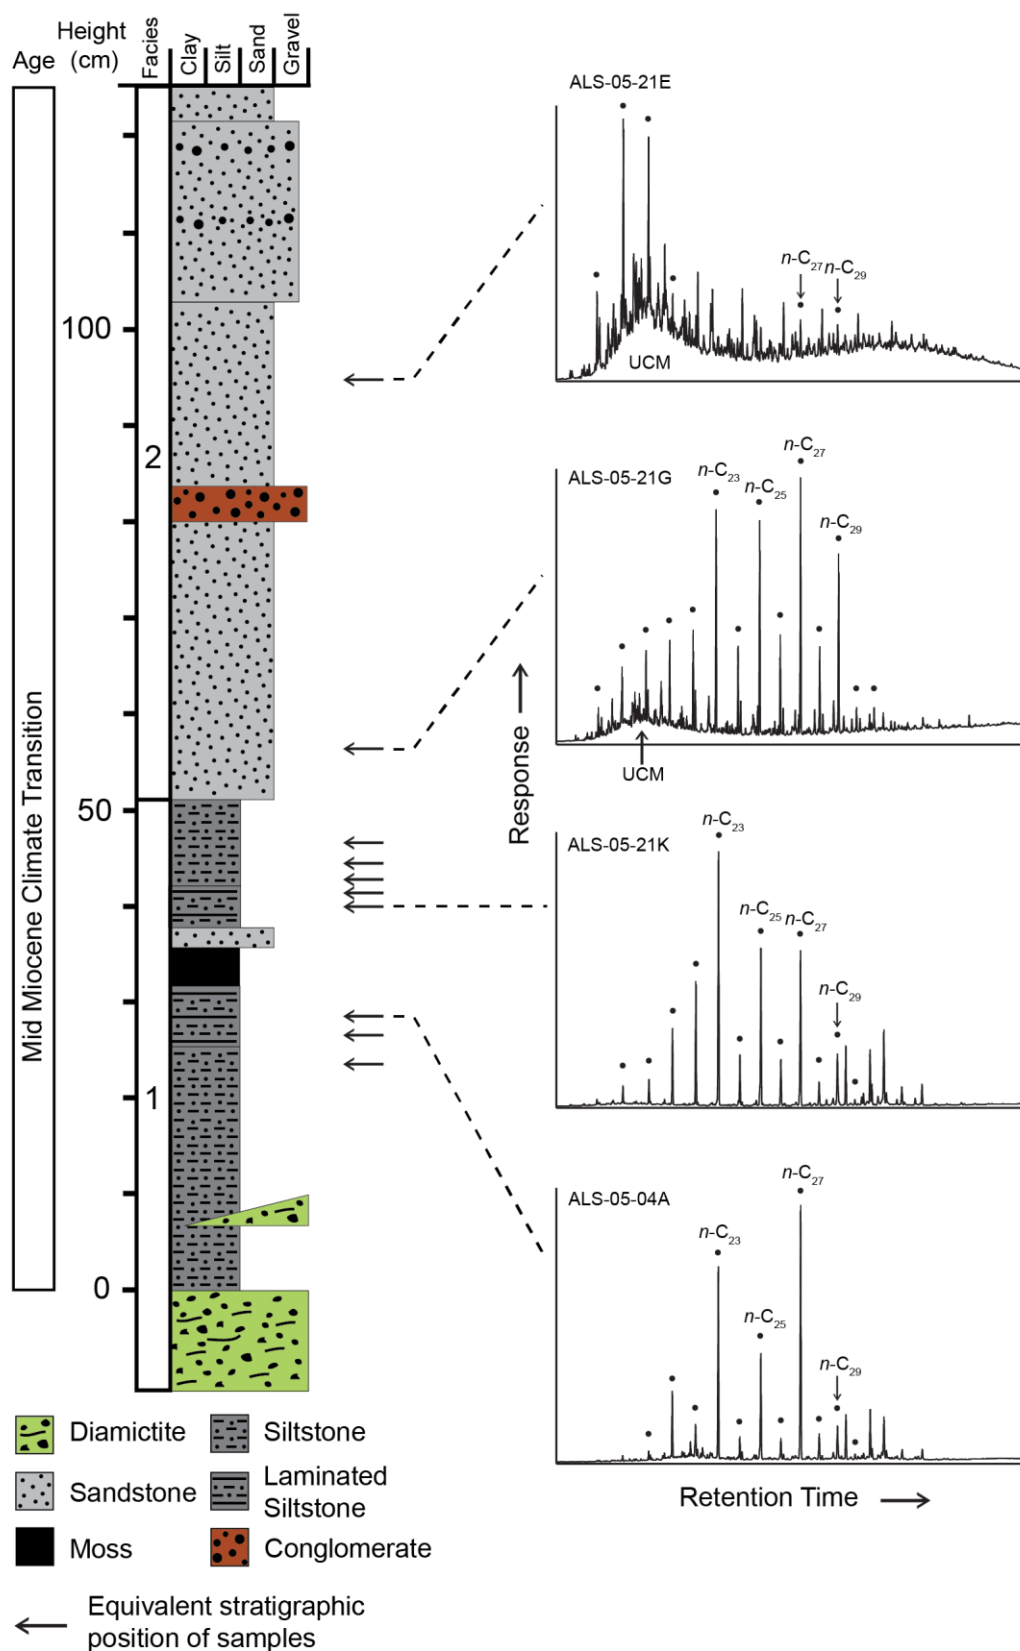 Age
Height
(cm)
Facies
Clay
Silt
Sand
Gravel
100
50
0
2
1
Mid Miocene Climate Transition
ALS-05-21E
n-C27
n-C29
UCM
ALS-05-21G
n-C23
n-C25
n-C27
n-C29
UCM
Response
ALS-05-21K
n-C23
n-C25
n-C27
n-C29
ALS-05-04A
n-C23
n-C25
n-C27
n-C29
Retention Time
Diamictite
Siltstone
Sandstone
Laminated
Siltstone
Moss
Conglomerate
Equivalent stratigraphic
position of samples